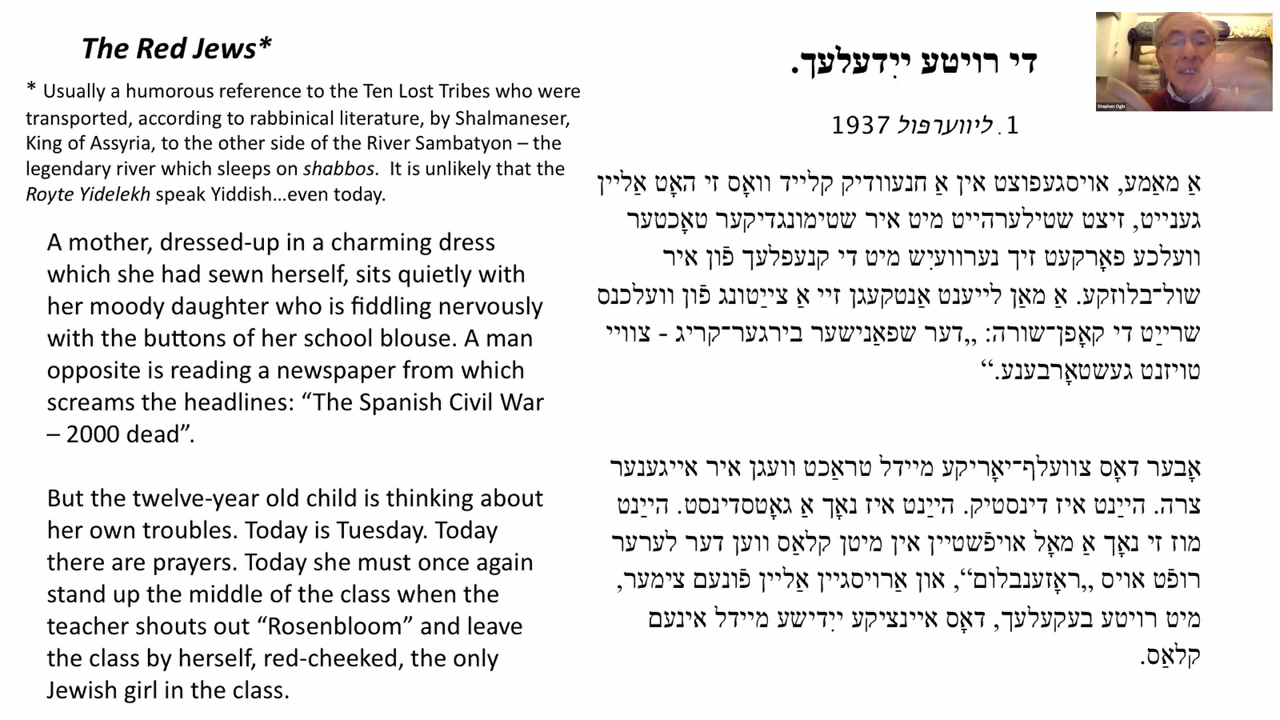 The Red Jews*
* Usually a humorous reference to the Ten Lost Tribes who were
transported, according to rabbinical literature, by Shalmaneser,
King of Assyria, to the other side of the River Sambatyon – the
legendary river which sleeps on shabbos.  It is unlikely that the
Royte Yidelekh speak Yiddish...even today.
A mother, dressed-up in a charming dress
which she had sewn herself, sits quietly with
her moody daughter who is fiddling nervously
with the buttons of her school blouse. A man
opposite is reading a newspaper from which
screams the headlines: “The Spanish Civil War
– 2000 dead”.
But the twelve-year old child is thinking about
her own troubles. Today is Tuesday. Today
there are prayers. Today she must once again
stand up the middle of the class when the
teacher shouts out “Rosenbloom” and leave
the class by herself, red-cheeked, the only
Jewish girl in the class.
די רויטע ייִדעלעך.
1. ליווערפּול 1937
אַ מאַמע, אויסגעפּוצט אין אַ חנעוודיק קלייד וואָס זי האָט אַליין
גענייט, זיצט שטילערהייט מיט איר שטימונגדיקער טאָכטער
וועלכע פּאָרקעט זיך נערוועיִש מיט די קנעפּלעך פֿון איר
שול־בלוזקע. אַ מאַן לייענט אַנטקעגן זיי אַ צייַטונג פֿון וועלכנס
שרייַט די קאָפּן־שורה: „דער שפּאַנישער בירגער־קריג - צוויי
טויזנט געשטאָרבענע.“
אָבער דאָס צוועלף־יאָריקע מיידל טראַכט וועגן איר אייגענער
צרה. הייַנט איז דינסטיק. הייַנט איז נאָך אַ גאָטסדינסט. הייַנט
מוז זי נאָך אַ מאָל אויפֿשטיין אין מיטן קלאַס ווען דער לערער
רופֿט אויס „ראָזענבלום“, און אַרויסגיין אַליין פֿונעם צימער,
מיט רויטע בעקעלעך, דאָס איינציקע ייִדישע מיידל אינעם
קלאַס.
Stephen Ogin